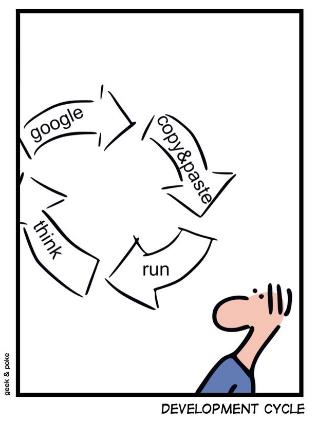 google
copy&paste
run
think
geek & poke
DEVELOPMENT CYCLE